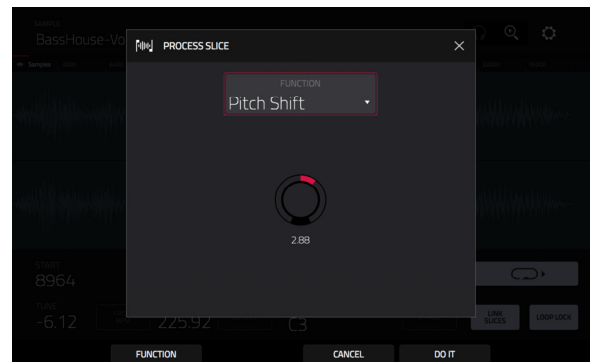 SAMPLE
BassHouse-Vo
PROCESS SLICE
Samples
FUNCTION
Pitch Shift
2.88
START
8964
TUNE
-6.12
225.92
C3
LINK SLICES
LOOP LOCK
FUNCTION
CANCEL
DO IT